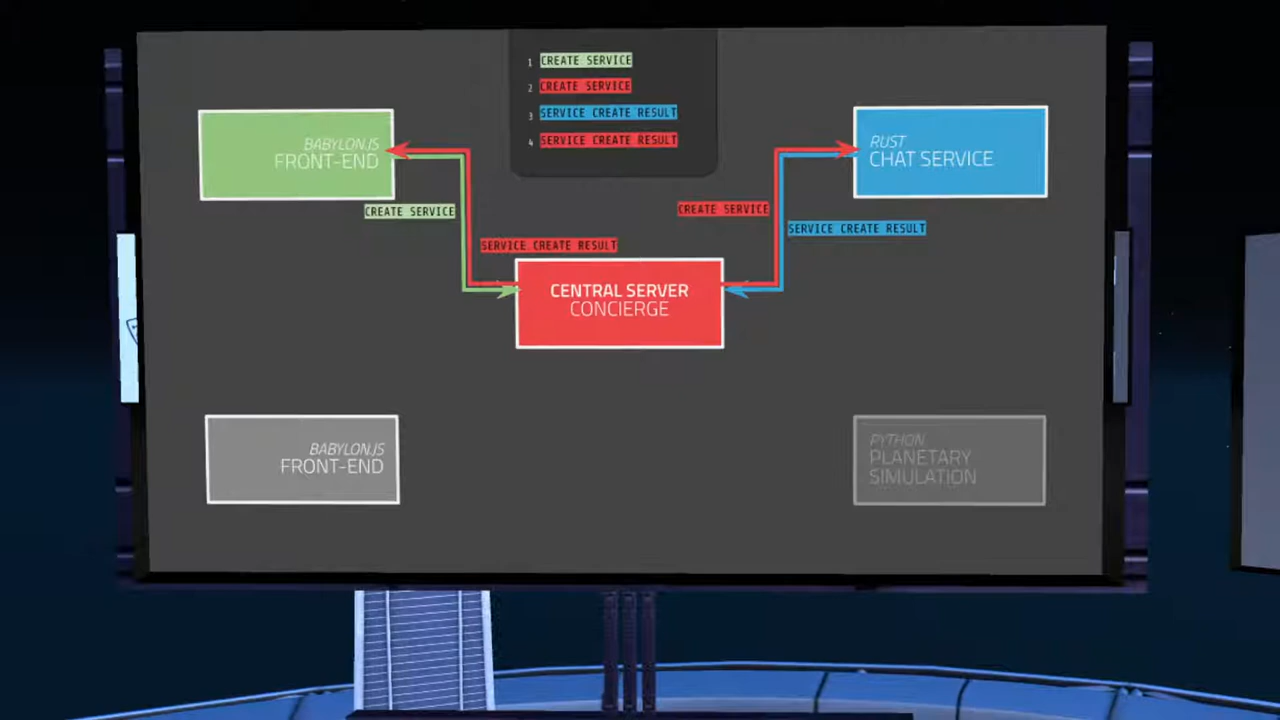 1 CREATE SERVICE
2 CREATE SERVICE
3 SERVICE CREATE RESULT
4 SERVICE CREATE RESULT
BABYLON.JS
FRONT-END
RUST
CHAT SERVICE
CREATE SERVICE
CREATE SERVICE
SERVICE CREATE RESULT
SERVICE CREATE RESULT
CENTRAL SERVER
CONCIERGE
BABYLON.JS
FRONT-END
PYTHON
PLANETARY
SIMULATION